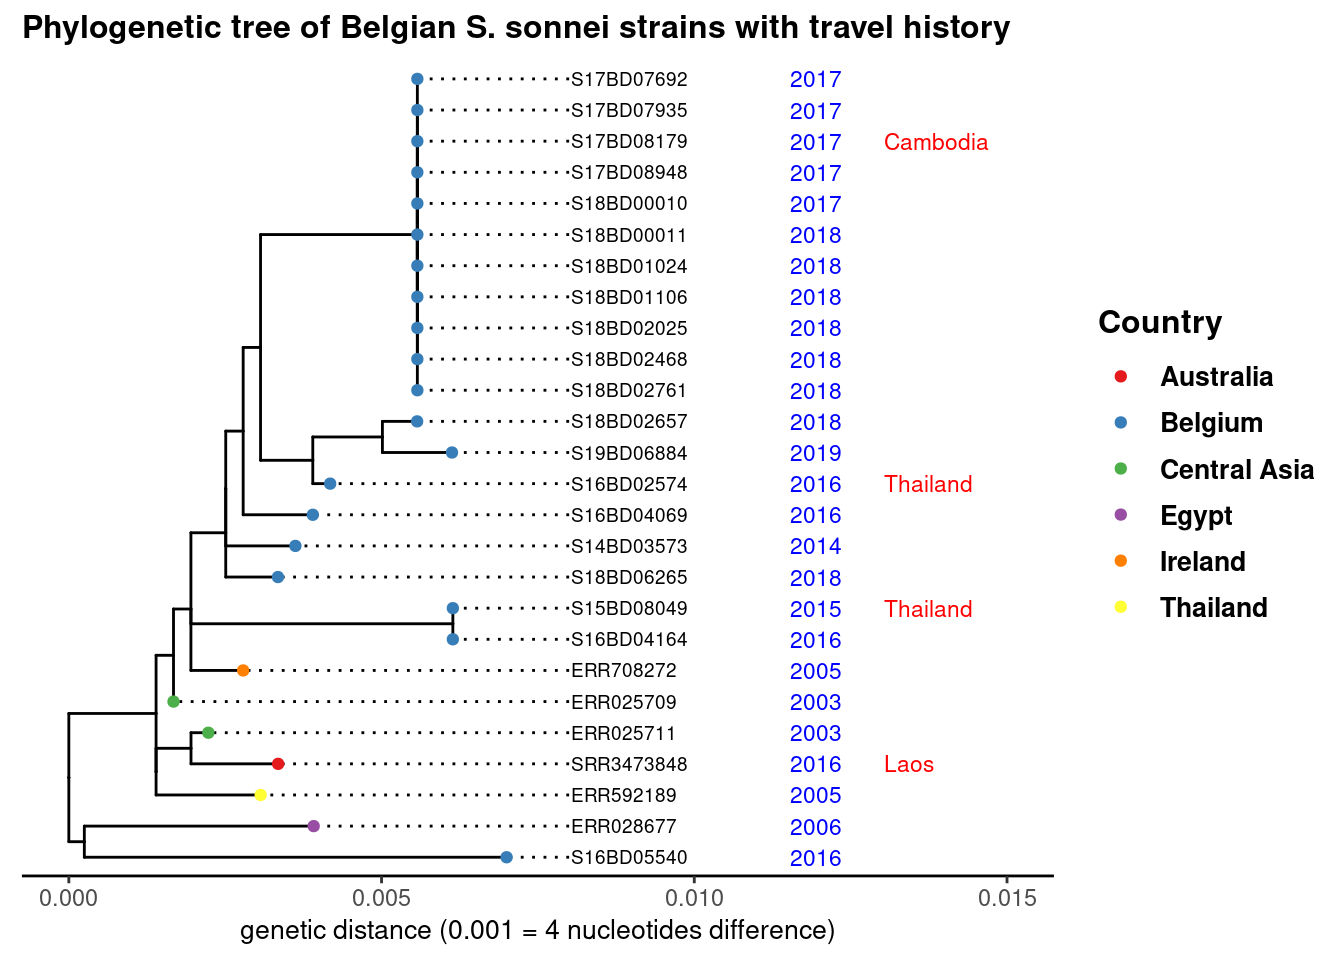 Phylogenetic tree of Belgian S. sonnei strains with travel history
S17BD07692 2017
S17BD07935 2017
S17BD08179 2017 Cambodia
S17BD08948 2017
S18BD00010 2017
S18BD00011 2018
S18BD01024 2018
S18BD01106 2018
S18BD02025 2018
S18BD02468 2018
S18BD02761 2018
S18BD02657 2018
S19BD06884 2019
S16BD02574 2016 Thailand
S16BD04069 2016
S14BD03573 2014
S18BD06265 2018
S15BD08049 2015 Thailand
S16BD04164 2016
ERR708272 2005
ERR025709 2003
ERR025711 2003
SRR3473848 2016 Laos
ERR592189 2005
ERR028677 2006
S16BD05540 2016
0.000 0.005 0.010 0.015
genetic distance (0.001 = 4 nucleotides difference)
Country
Australia
Belgium
Central Asia
Egypt
Ireland
Thailand